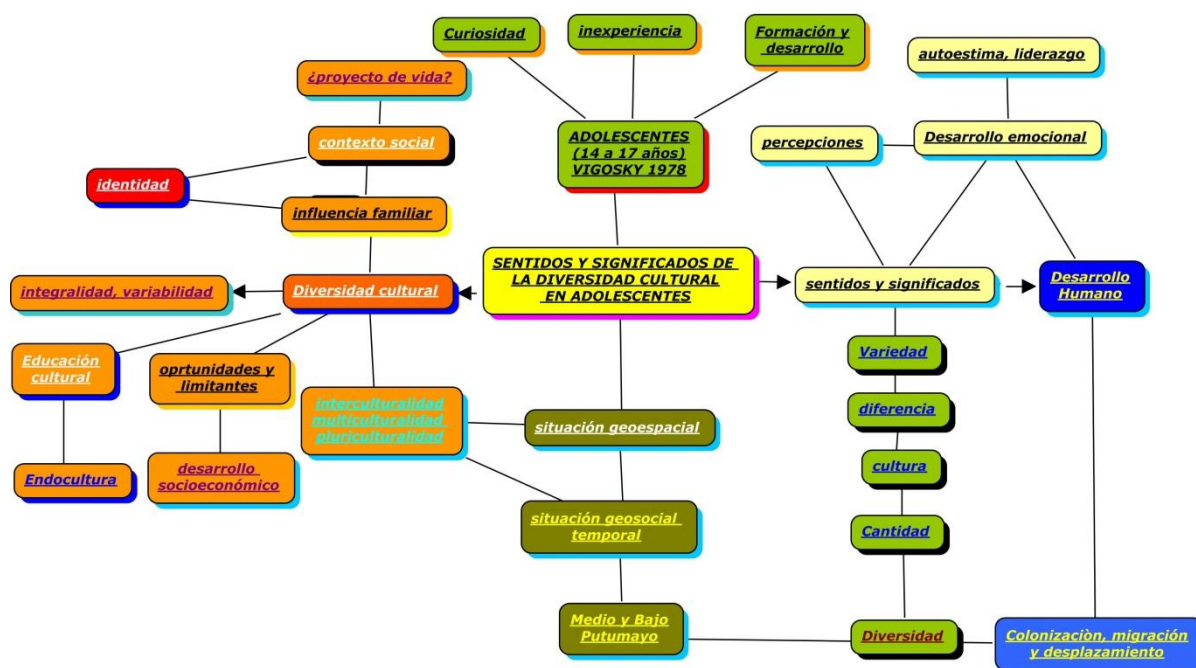 Curiosidad
inexperiencia
Formación y
desarrollo
autoestima, liderazgo
¿proyecto de vida?
ADOLESCENTES
(14 a 17 años)
VIGOSKY 1978
contexto social
percepciones
Desarrollo emocional
identidad
influencia familiar
SENTIDOS Y SIGNIFICADOS DE
LA DIVERSIDAD CULTURAL
EN ADOLESCENTES
integralidad, variabilidad
Diversidad cultural
sentidos y significados
Desarrollo
Humano
Educación
cultural
oprtunidades y
limitantes
Variedad
interculturalidad
multiculturalidad
plurìculturalidad
diferencia
situación geoespacial
Endocultura
desarrollo
socioeconómico
cultura
situación geosocial
temporal
Cantidad
Medio y Bajo
Putumayo
Diversidad
Colonizaciòn, migración
y desplazamiento